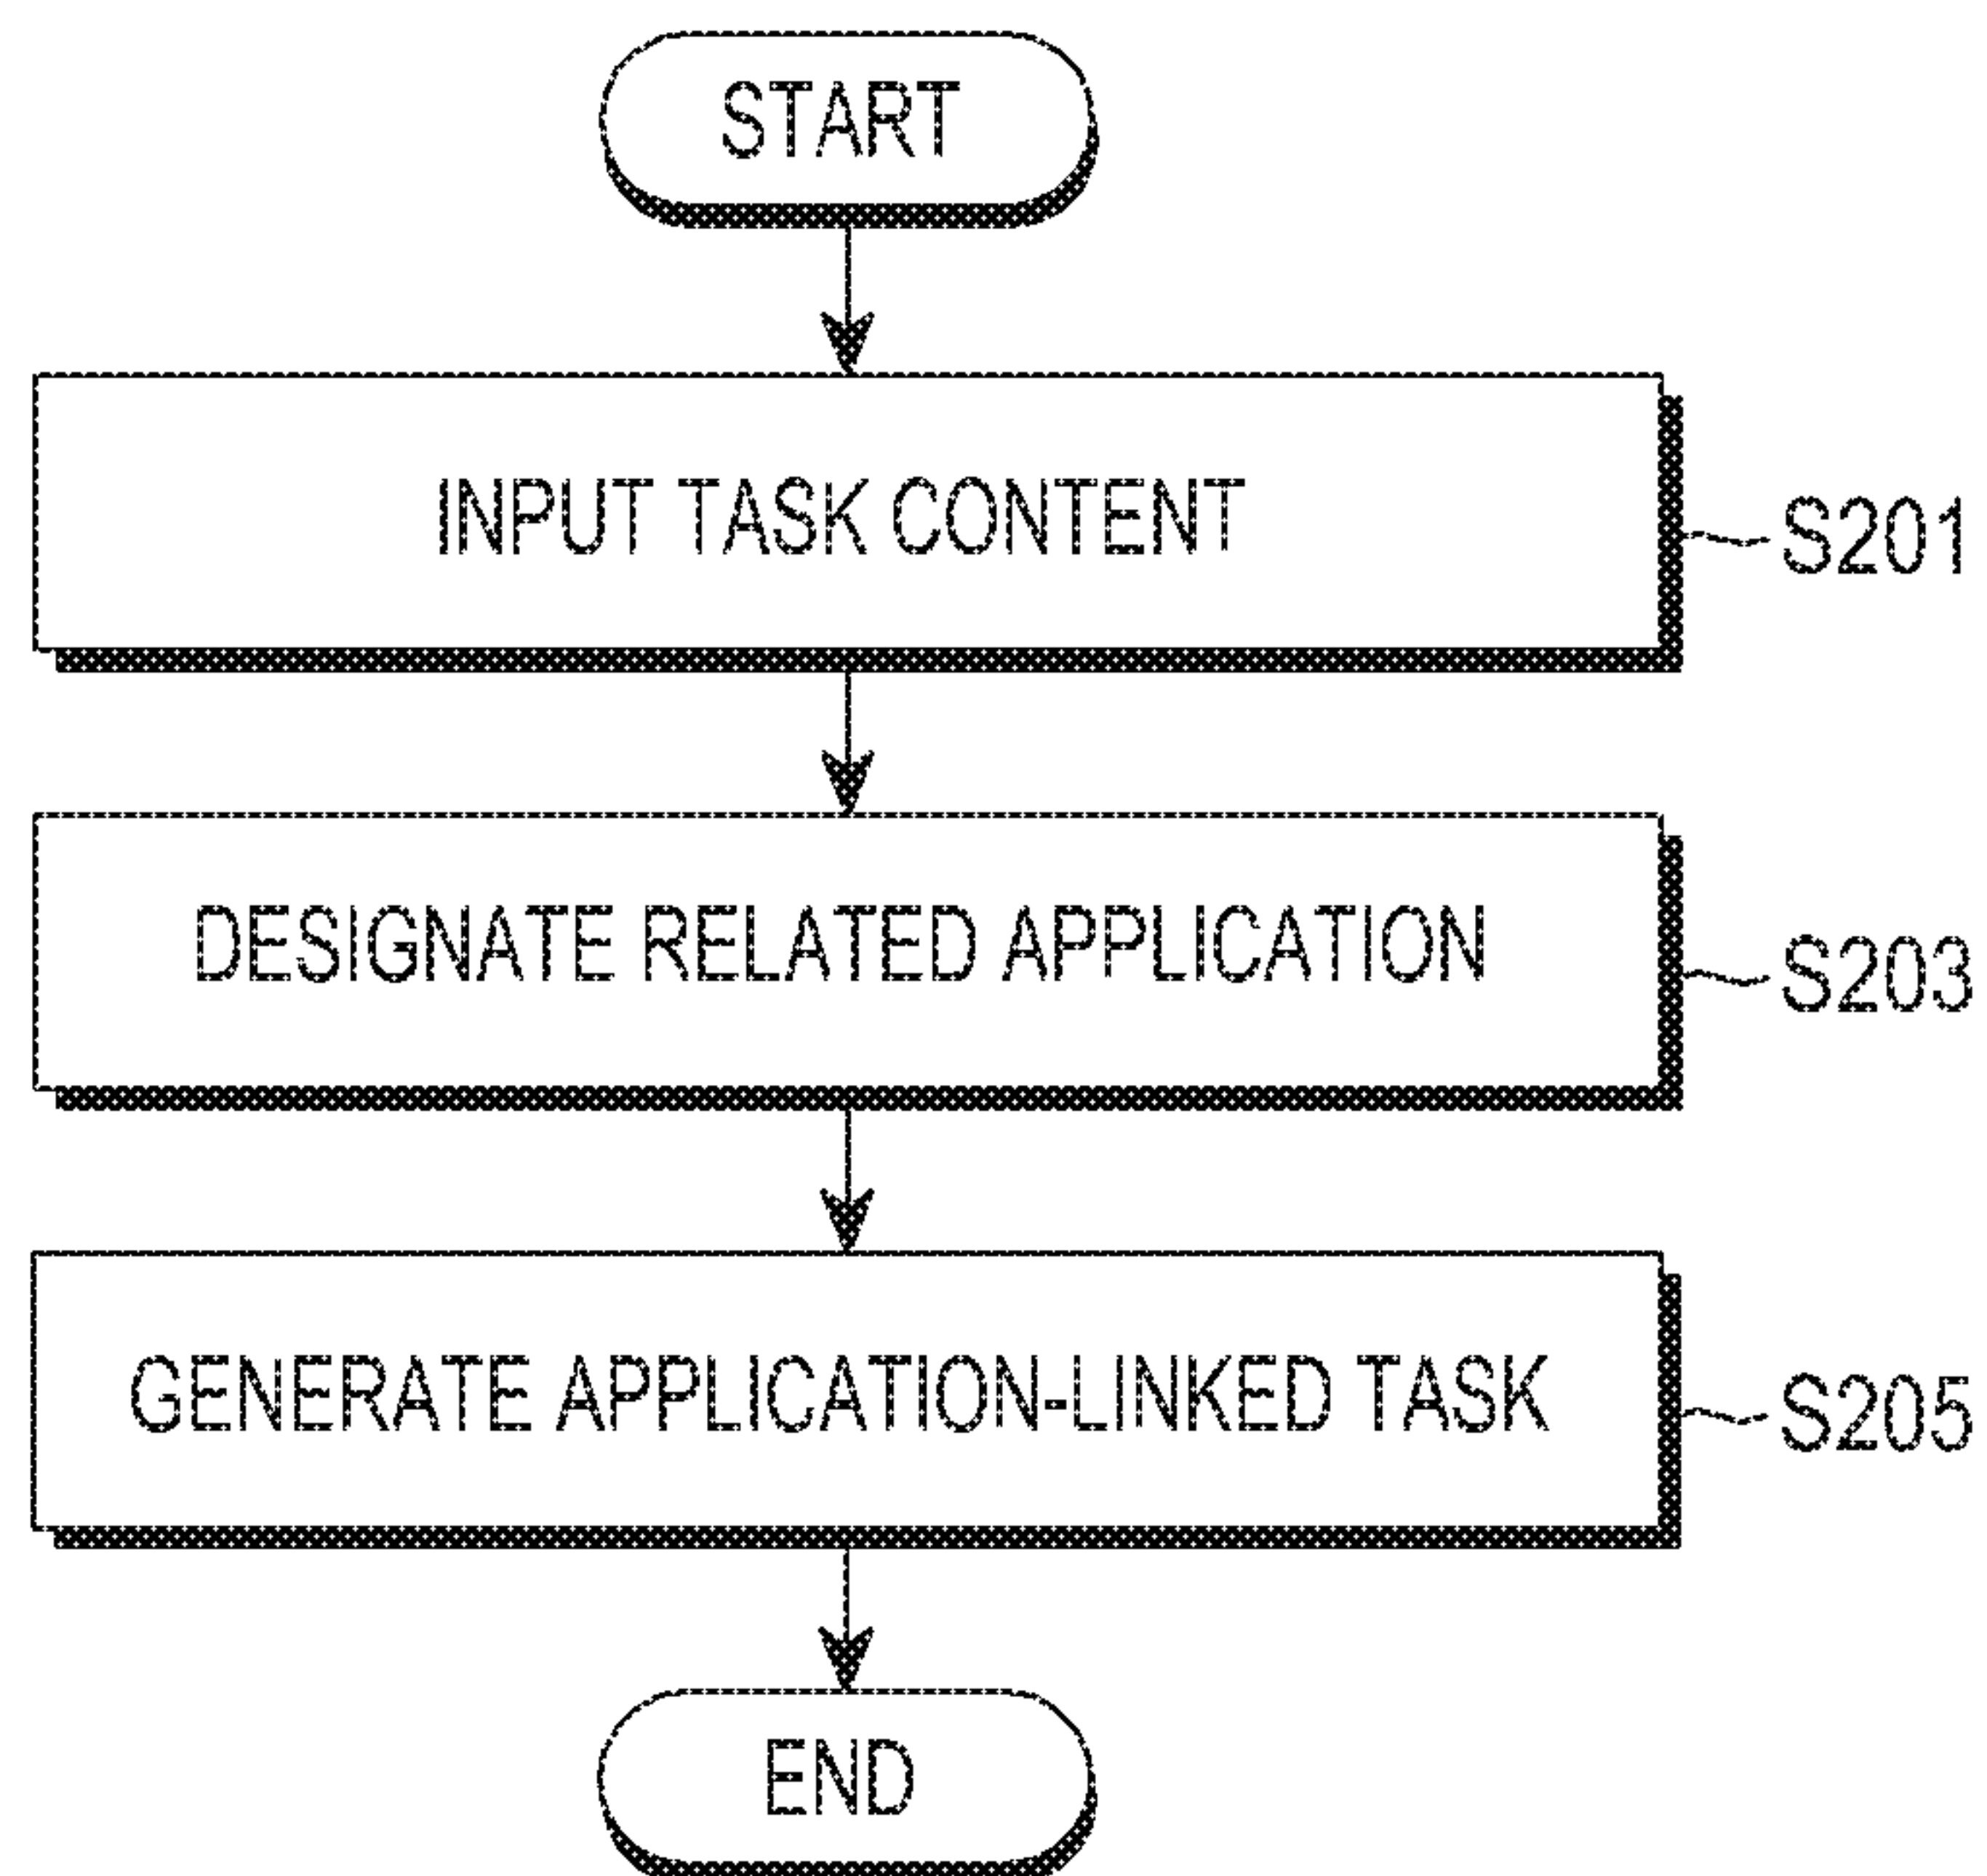 START
INPUT TASK CONTENT
S201
DESIGNATE RELATED APPLICATION
S203
GENERATE APPLICATION-LINKED TASK
S205
END